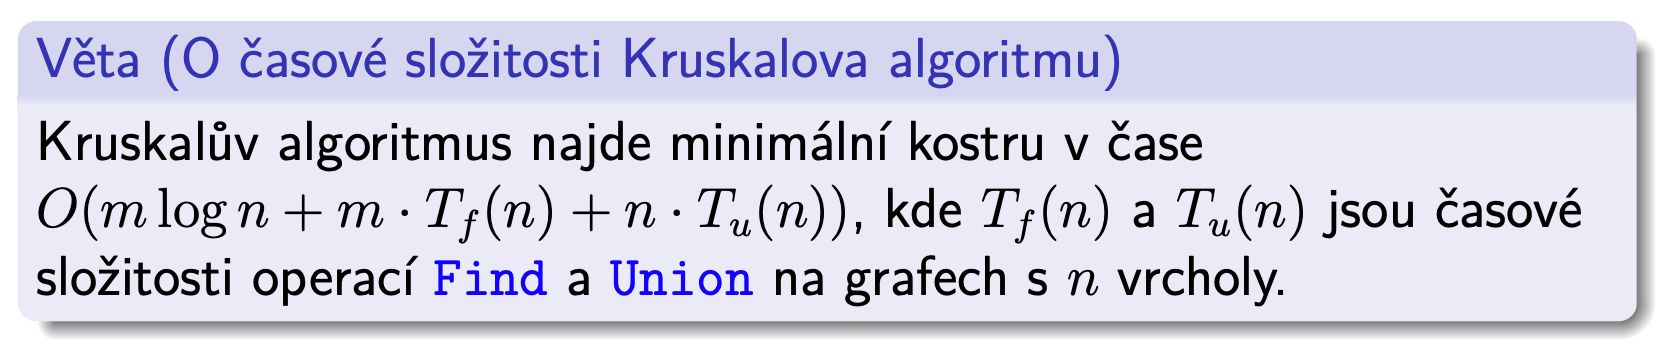 Věta (O časové složitosti Kruskalova algoritmu)
Kruskalův algoritmus najde minimální kostru v čase
$O(m \log n + m \cdot T_f(n) + n \cdot T_u(n))$, kde $T_f(n)$ a $T_u(n)$ jsou časové
složitosti operací Find a Union na grafech s $n$ vrcholy.